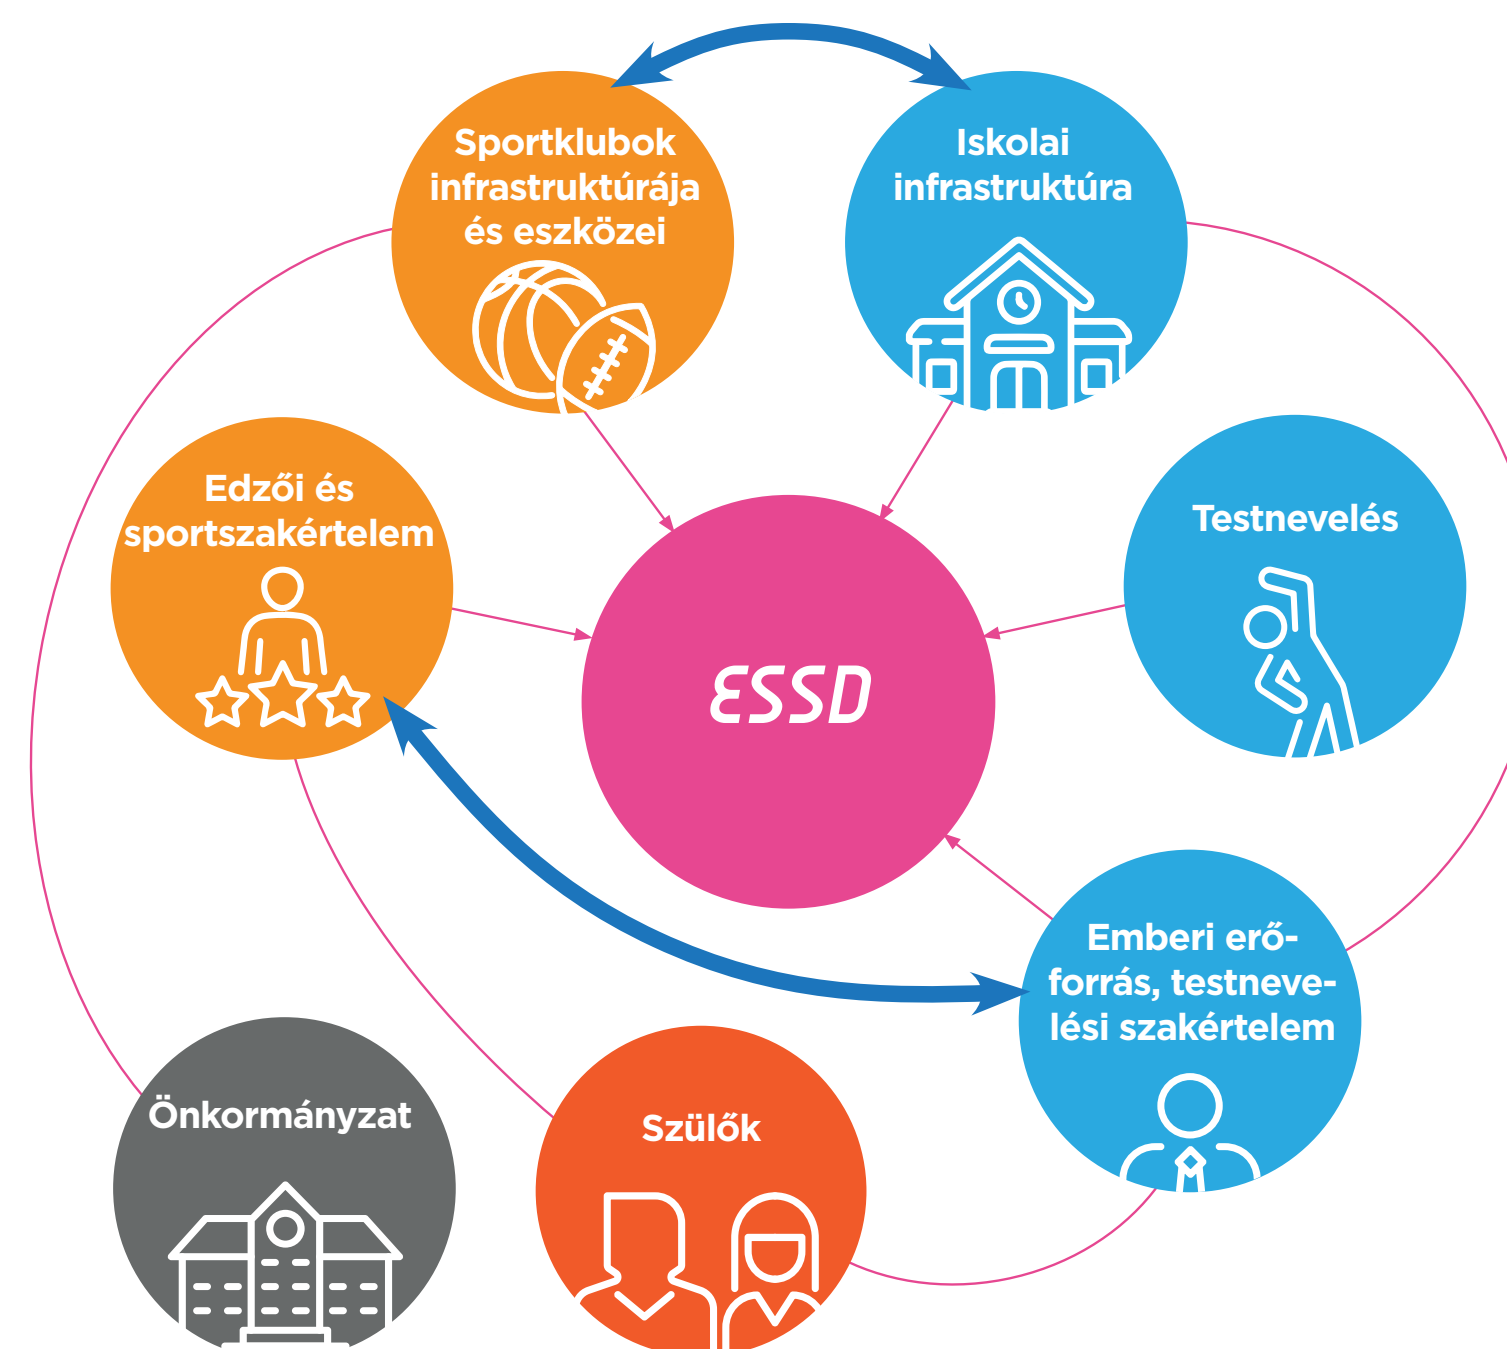 Sportklubok
infrastruktúrája
és eszközei
Iskolai
infrastruktúra
Edzői és
sportszakértelem
Testnevelés
ESSD
Emberi erő-
forrás, testneve-
lési szakértelem
Önkormányzat
Szülők